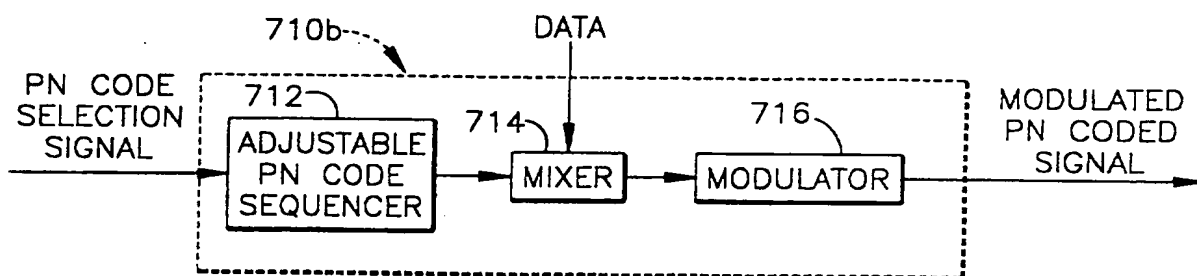 710b
DATA
PN CODE
SELECTION
SIGNAL
712
ADJUSTABLE
PN CODE
SEQUENCER
714
MIXER
716
MODULATOR
MODULATED
PN CODED
SIGNAL